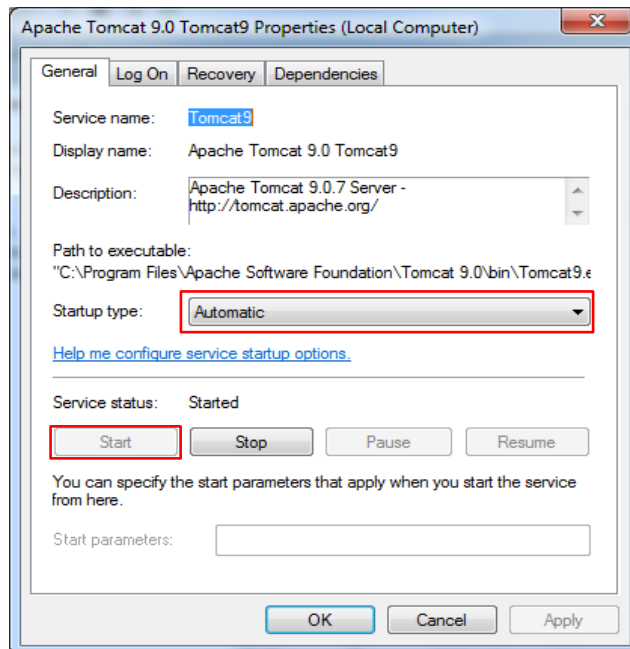 Apache Tomcat 9.0 Tomcat9 Properties (Local Computer)
General Log On Recovery Dependencies
Service name: Tomcat9
Display name: Apache Tomcat 9.0 Tomcat9
Description: Apache Tomcat 9.0.7 Server -
http://tomcat.apache.org/
Path to executable:
"C:\Program Files\Apache Software Foundation\Tomcat 9.0\bin\Tomcat9.e
Startup type: Automatic
Help me configure service startup options.
Service status: Started
Start Stop Pause Resume
You can specify the start parameters that apply when you start the service
from here.
Start parameters:
OK Cancel Apply